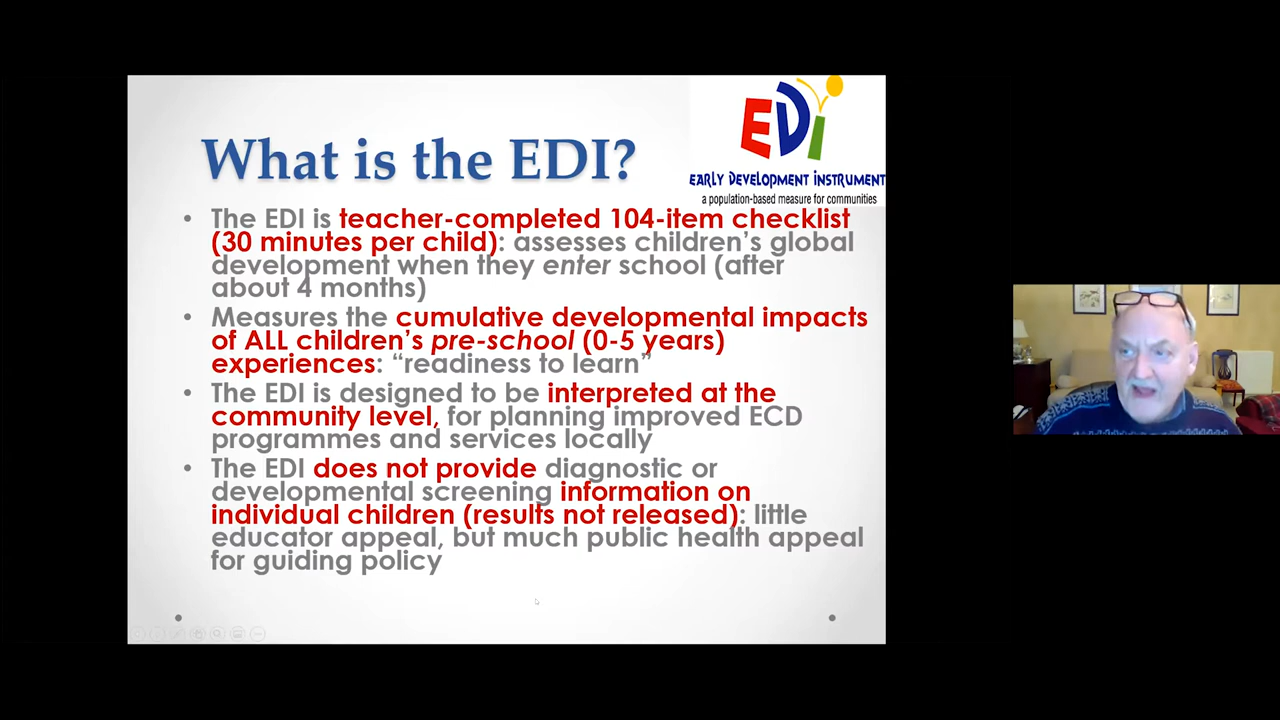 What is the EDI?
EDi
EARLY DEVELOPMENT INSTRUMENT
a population-based measure for communities
• The EDI is teacher-completed 104-item checklist
(30 minutes per child): assesses children’s global
development when they enter school (after
about 4 months)
• Measures the cumulative developmental impacts
of ALL children’s pre-school (0-5 years)
experiences: “readiness to learn”
• The EDI is designed to be interpreted at the
community level, for planning improved ECD
programmes and services locally
• The EDI does not provide diagnostic or
developmental screening information on
individual children (results not released): little
educator appeal, but much public health appeal
for guiding policy